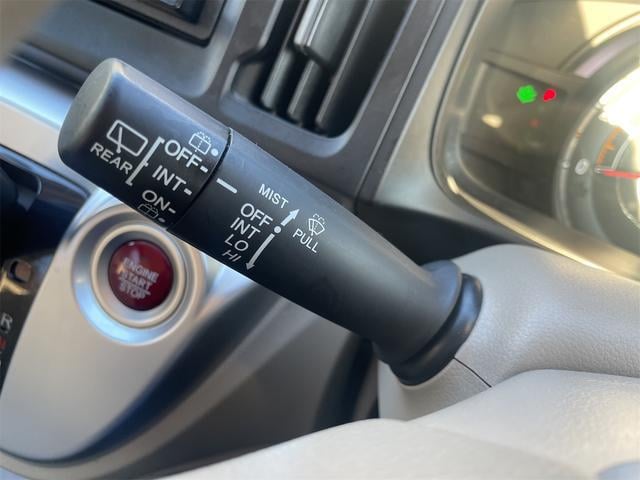 REAR
OFF
INT
ON
MIST
OFF
INT
LO
HI
PULL
ENGINE
START
STOP
R